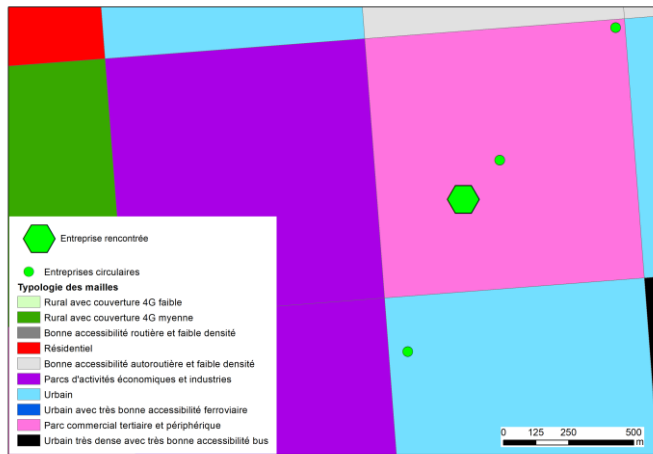 Entreprise rencontrée
Entreprises circulaires
Typologie des mailles
Rural avec couverture 4G faible
Rural avec couverture 4G myenne
Bonne accessibilité routière et faible densité
Résidentiel
Bonne accessibilité autoroutière et faible densité
Parcs d'activités économiques et industries
Urbain
Urbain avec très bonne accessibilité ferroviaire
Parc commercial tertiaire et périphérique
Urbain très dense avec très bonne accessibilité bus
0 125 250 500
m